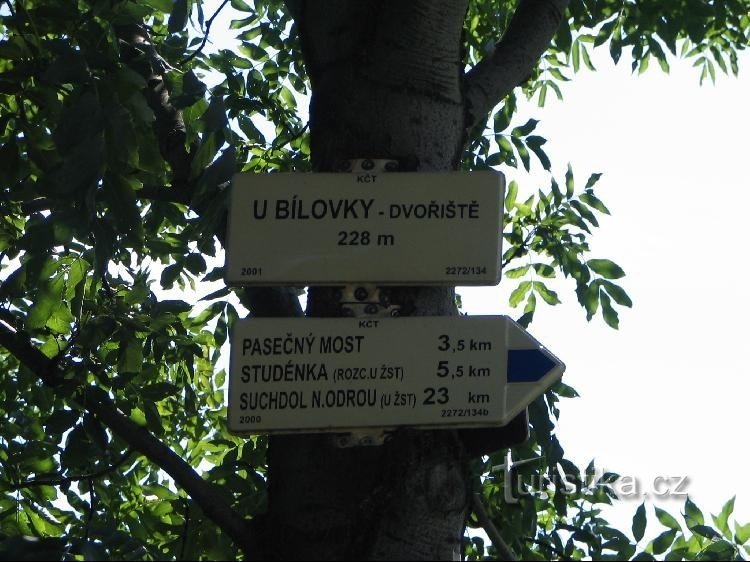 KČT
U BÍLOVKY - DVOŘIŠTĚ
228 m
2001 2272/134
KČT
PASEČNÝ MOST 3,5 km
STUDÉNKA (ROZC.U ŽST) 5,5 km
SUCHDOL N.ODROU (U ŽST) 23 km
2000 2272/134b
Turistika.cz